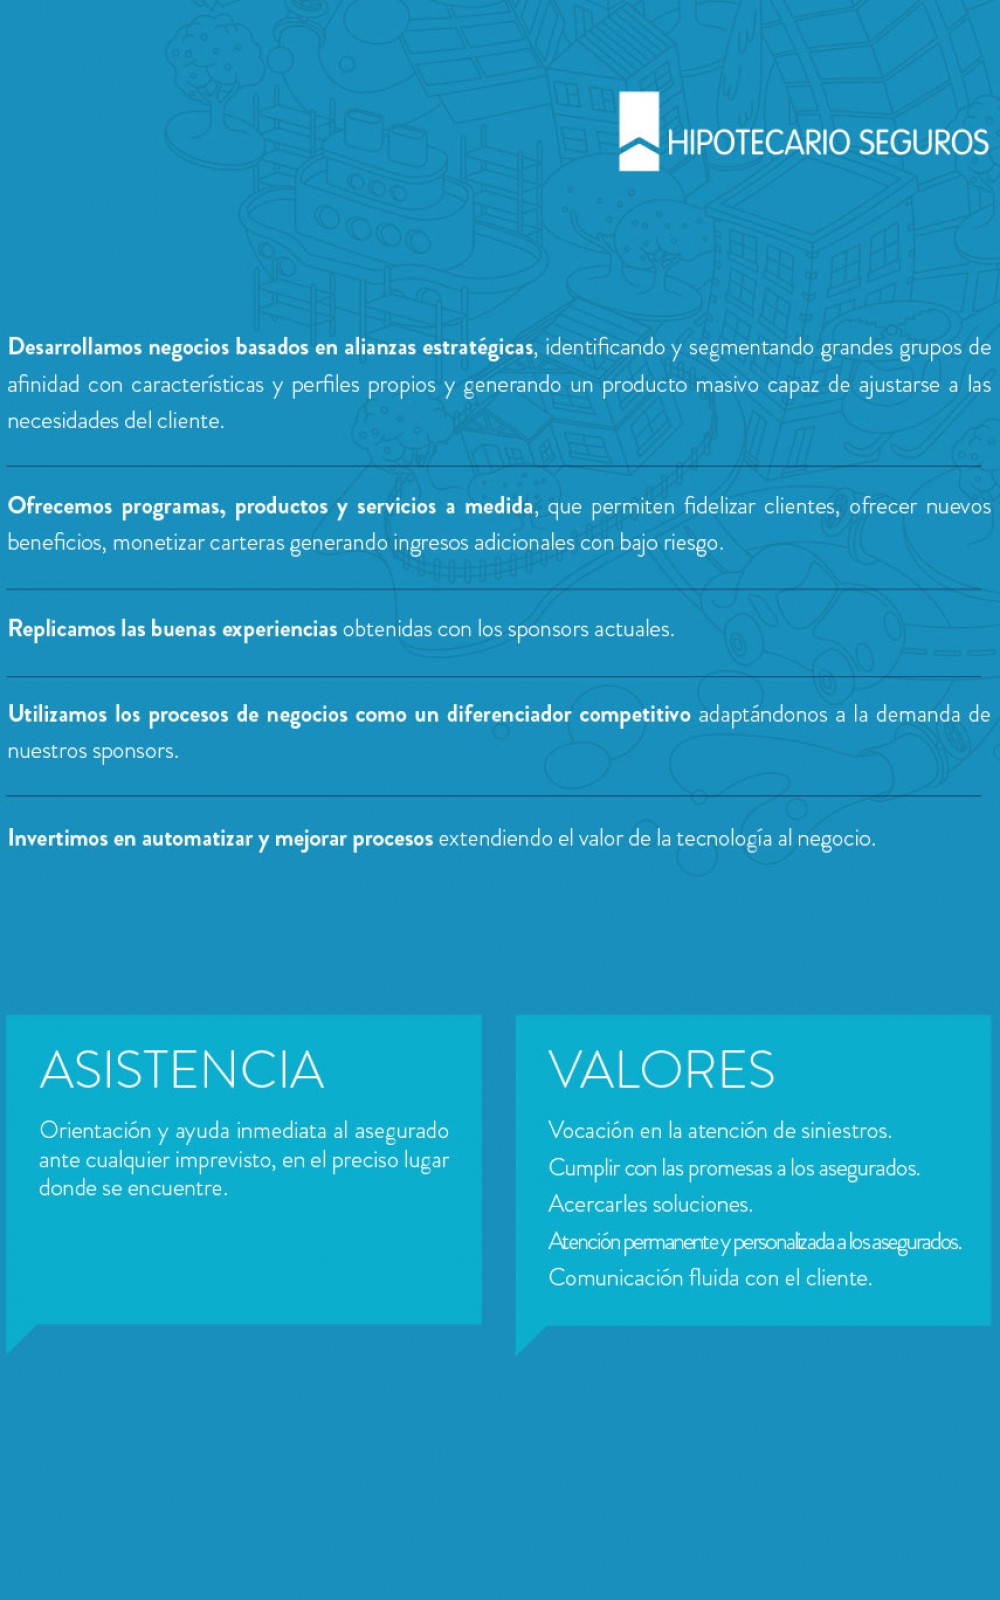 HIPOTECARIO SEGUROS
Desarrollamos negocios basados en alianzas estratégicas, identificando y segmentando grandes grupos de
afinidad con características y perfiles propios y generando un producto masivo capaz de ajustarse a las
necesidades del cliente.
Ofrecemos programas, productos y servicios a medida, que permiten fidelizar clientes, ofrecer nuevos
beneficios, monetizar carteras generando ingresos adicionales con bajo riesgo.
Replicamos las buenas experiencias obtenidas con los sponsors actuales.
Utilizamos los procesos de negocios como un diferenciador competitivo adaptándonos a la demanda de
nuestros sponsors.
Invertimos en automatizar y mejorar procesos extendiendo el valor de la tecnología al negocio.
ASISTENCIA
Orientación y ayuda inmediata al asegurado
ante cualquier imprevisto, en el preciso lugar
donde se encuentre.
VALORES
Vocación en la atención de siniestros.
Cumplir con las promesas a los asegurados.
Acercarles soluciones.
Atención permanente y personalizada a los asegurados.
Comunicación fluida con el cliente.